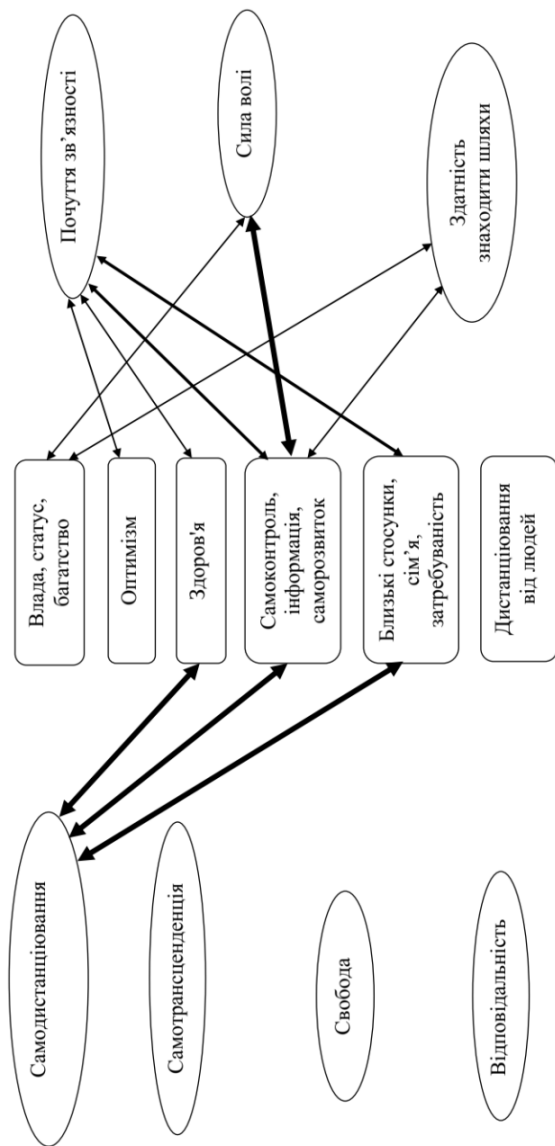 Самодистанціювання
Самотрансценденція
Свобода
Відповідальність
Влада, статус,
багатство
Оптимізм
Здоров'я
Самоконтроль,
інформація,
саморозвиток
Близькі стосунки,
сім’я,
затребуваність
Дистанціювання
від людей
Почуття зв’язності
Сила волі
Здатність
знаходити шляхи